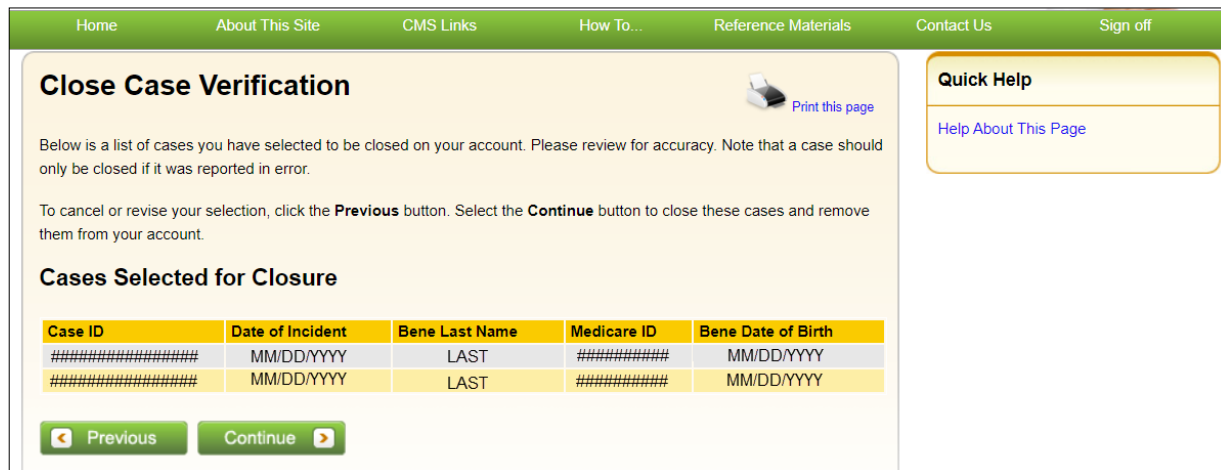 Home About This Site CMS Links How To... Reference Materials Contact Us Sign off
Close Case Verification
Print this page
Below is a list of cases you have selected to be closed on your account. Please review for accuracy. Note that a case should
only be closed if it was reported in error.
To cancel or revise your selection, click the Previous button. Select the Continue button to close these cases and remove
them from your account.
Cases Selected for Closure
Case ID Date of Incident Bene Last Name Medicare ID Bene Date of Birth
################ MM/DD/YYYY LAST ########## MM/DD/YYYY
################ MM/DD/YYYY LAST ########## MM/DD/YYYY
Previous Continue
Quick Help
Help About This Page